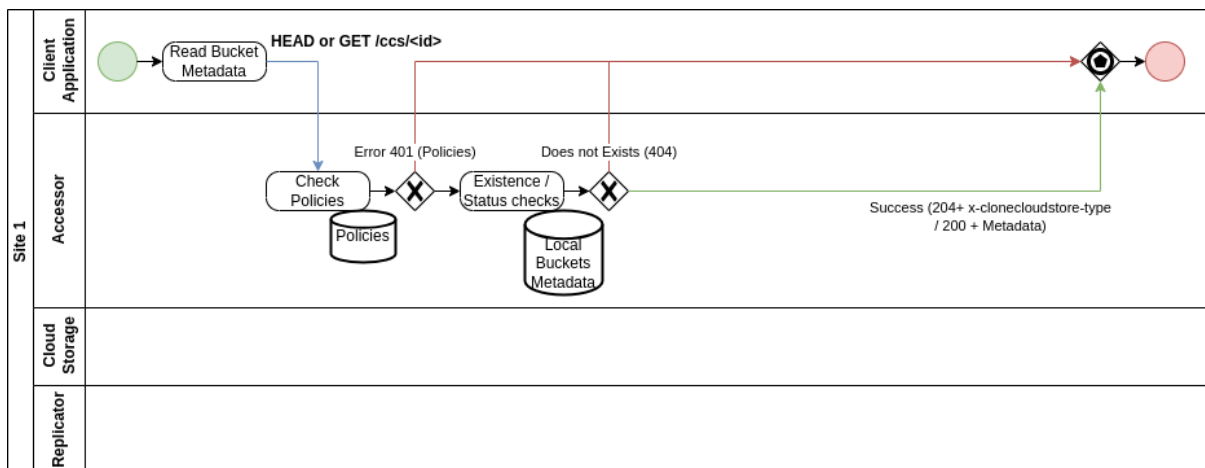 Site 1
Client
Application
Read Bucket
Metadata
HEAD or GET /ccs/<id>
Accessor
Error 401 (Policies)
Does not Exists (404)
Check
Policies
Existence /
Status checks
Policies
Local
Buckets
Metadata
Success (204+ x-clonecloudstore-type
/ 200 + Metadata)
Cloud
Storage
Replicator